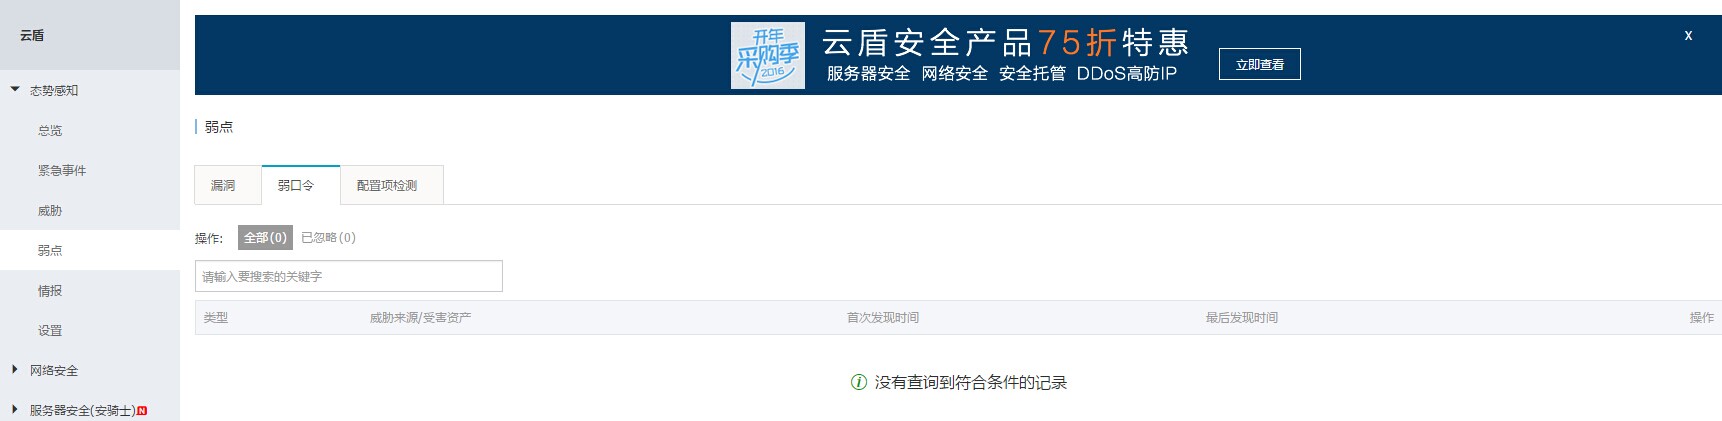 云盾
态势感知
总览
紧急事件
威胁
弱点
情报
设置
网络安全
服务器安全(安骑士) N
开年
采购季
2016
云盾安全产品75折特惠
服务器安全 网络安全 安全托管 DDoS高防IP
立即查看
x
弱点
漏洞 弱口令 配置项检测
操作: 全部(0) 已忽略(0)
请输入要搜索的关键字
类型 威胁来源/受害资产 首次发现时间 最后发现时间 操作
没有查询到符合条件的记录